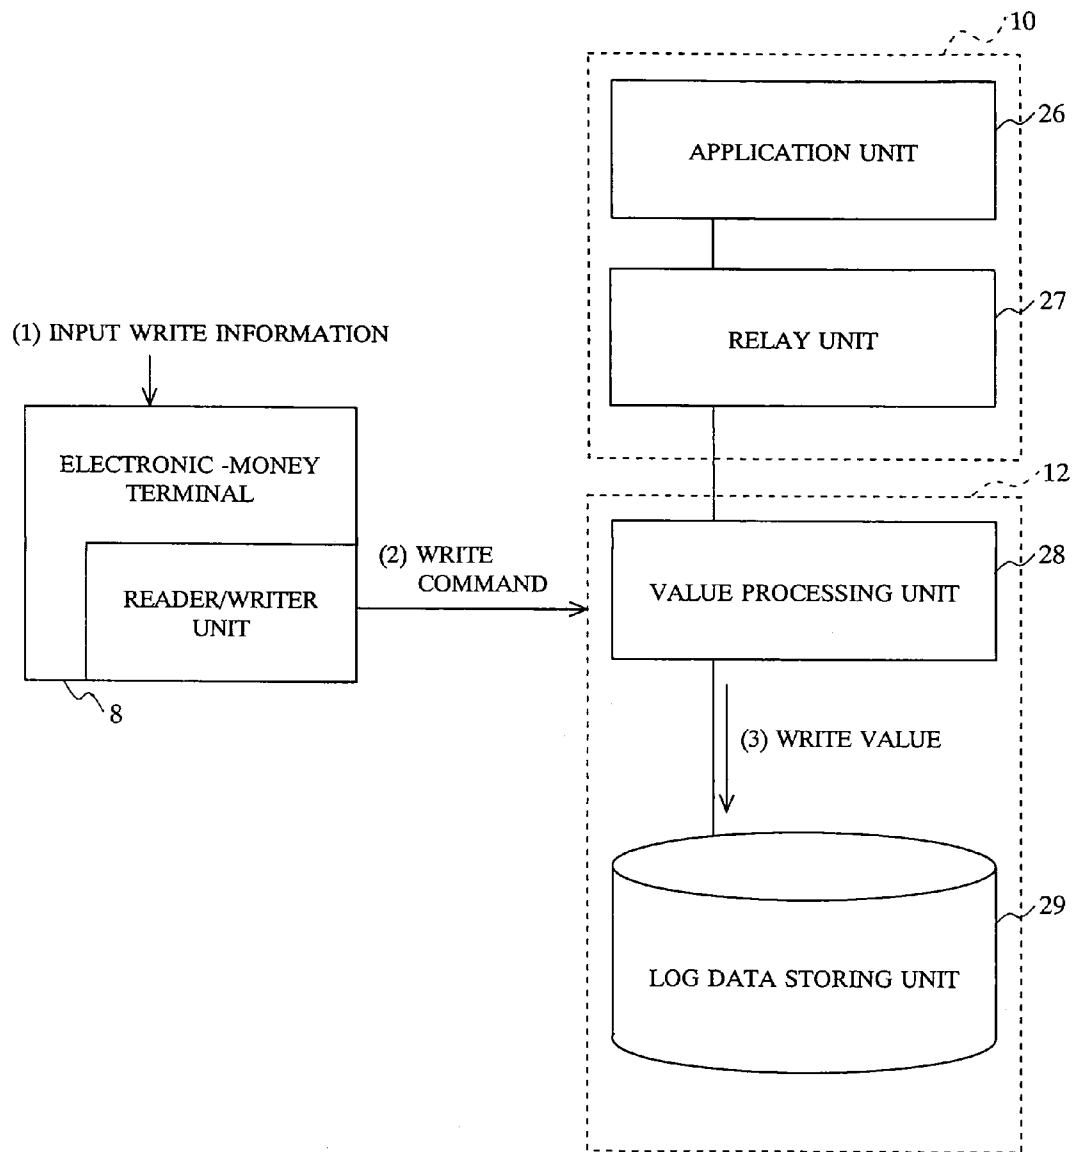 10
26
APPLICATION UNIT
27
RELAY UNIT
(1) INPUT WRITE INFORMATION
ELECTRONIC -MONEY
TERMINAL
READER/WRITER
UNIT
8
(2) WRITE
COMMAND
12
28
VALUE PROCESSING UNIT
(3) WRITE VALUE
29
LOG DATA STORING UNIT